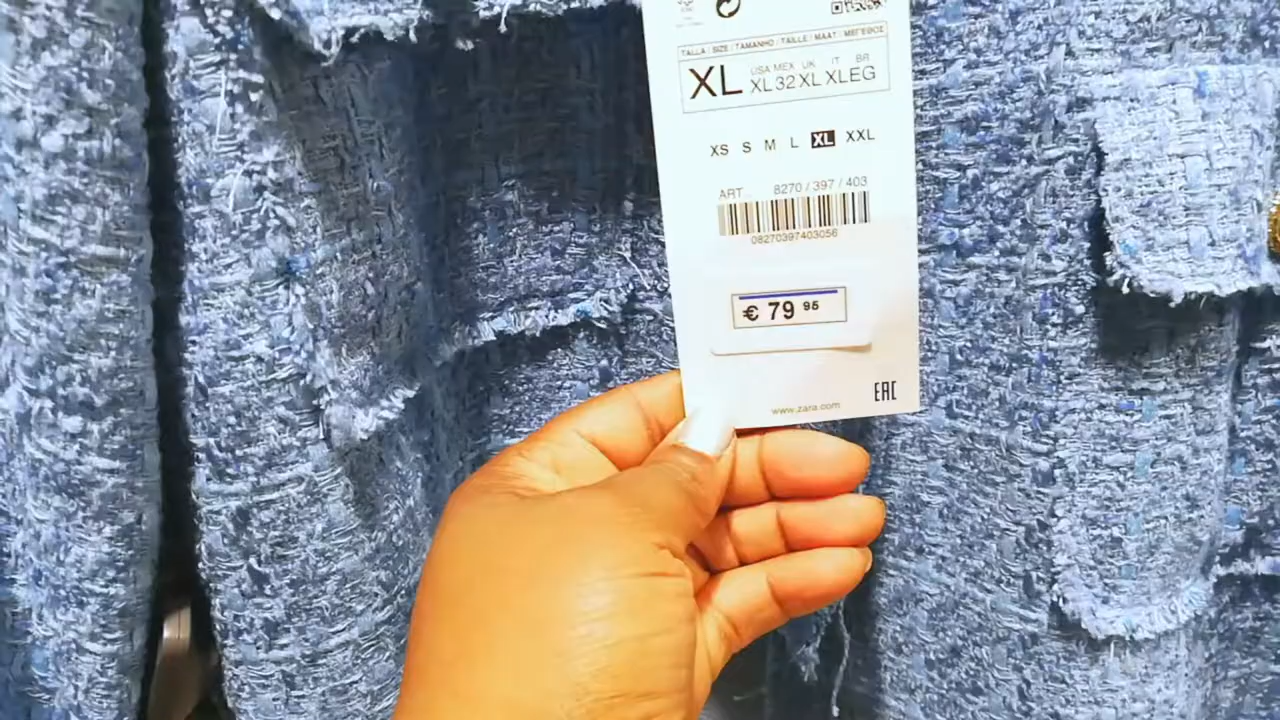 TALLA / SIZE / TAMANHO / TAILLE / MAAT / ΜΕΓΕΘΟΣ
USA MEX UK IT BR
XL XL 32 XL XL EG
XS S M L XL XXL
ART. 8270 / 397 / 403
08270397403056
€ 79 95
EAC
www.zara.com